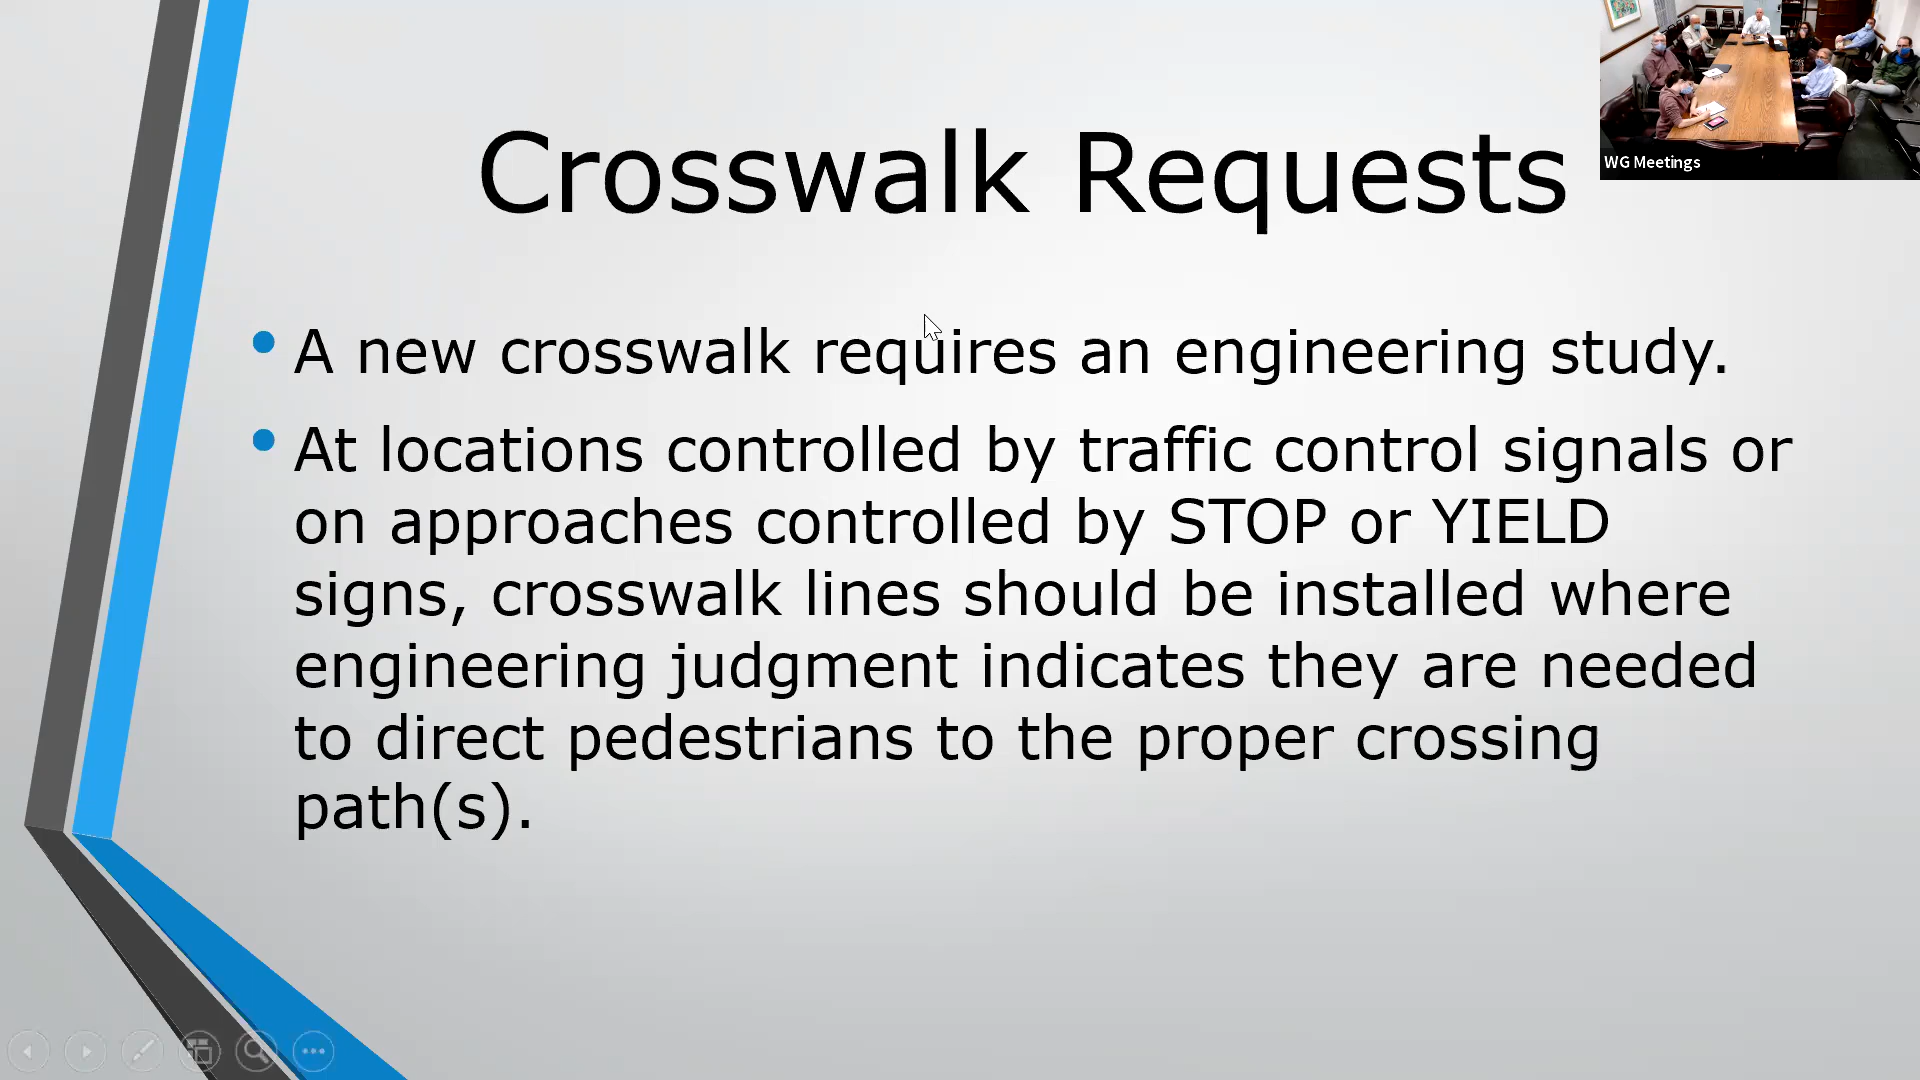 Crosswalk Requests
WG Meetings
• A new crosswalk requires an engineering study.
• At locations controlled by traffic control signals or
on approaches controlled by STOP or YIELD
signs, crosswalk lines should be installed where
engineering judgment indicates they are needed
to direct pedestrians to the proper crossing
path(s).